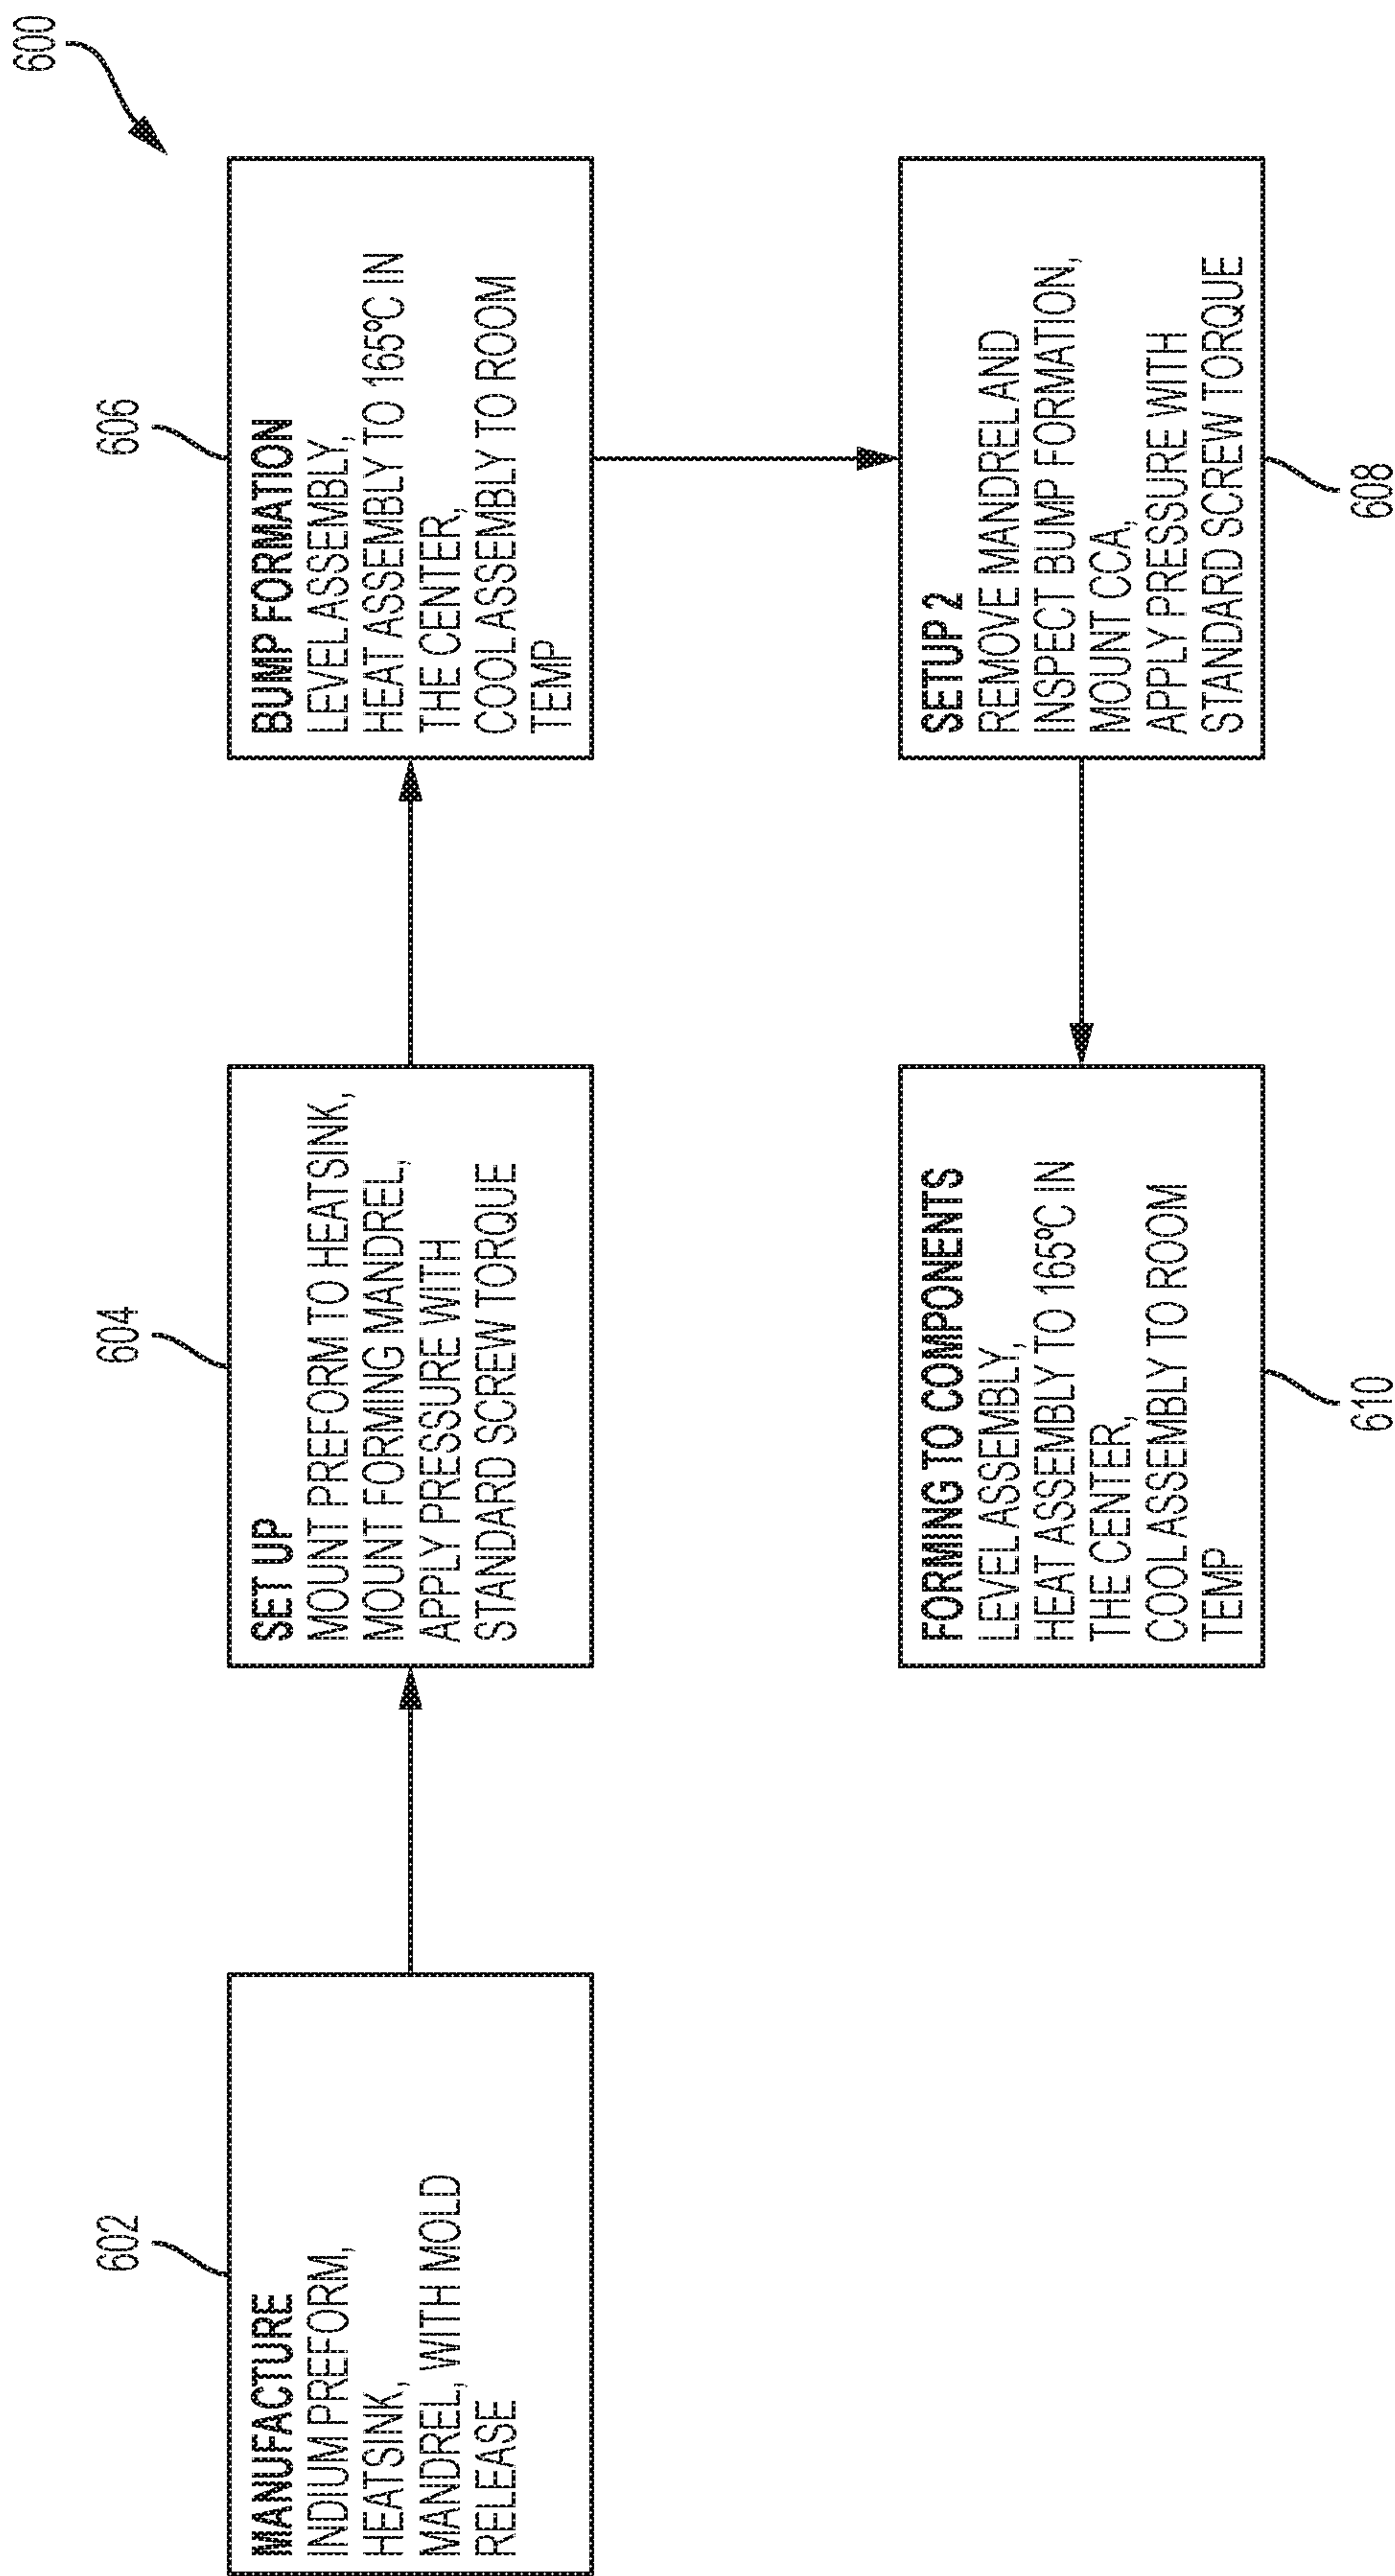 600
602
MANUFACTURE
INDIUM PREFORM,
HEATSINK,
MANDREL, WITH MOLD
RELEASE
604
SET UP
MOUNT PREFORM TO HEATSINK,
MOUNT FORMING MANDREL,
APPLY PRESSURE WITH
STANDARD SCREW TORQUE
606
BUMP FORMATION
LEVEL ASSEMBLY,
HEAT ASSEMBLY TO 165°C IN
THE CENTER,
COOL ASSEMBLY TO ROOM
TEMP
SETUP 2
REMOVE MANDREL AND
INSPECT BUMP FORMATION,
MOUNT CCA,
APPLY PRESSURE WITH
STANDARD SCREW TORQUE
608
FORMING TO COMPONENTS
LEVEL ASSEMBLY,
HEAT ASSEMBLY TO 165°C IN
THE CENTER,
COOL ASSEMBLY TO ROOM
TEMP
610